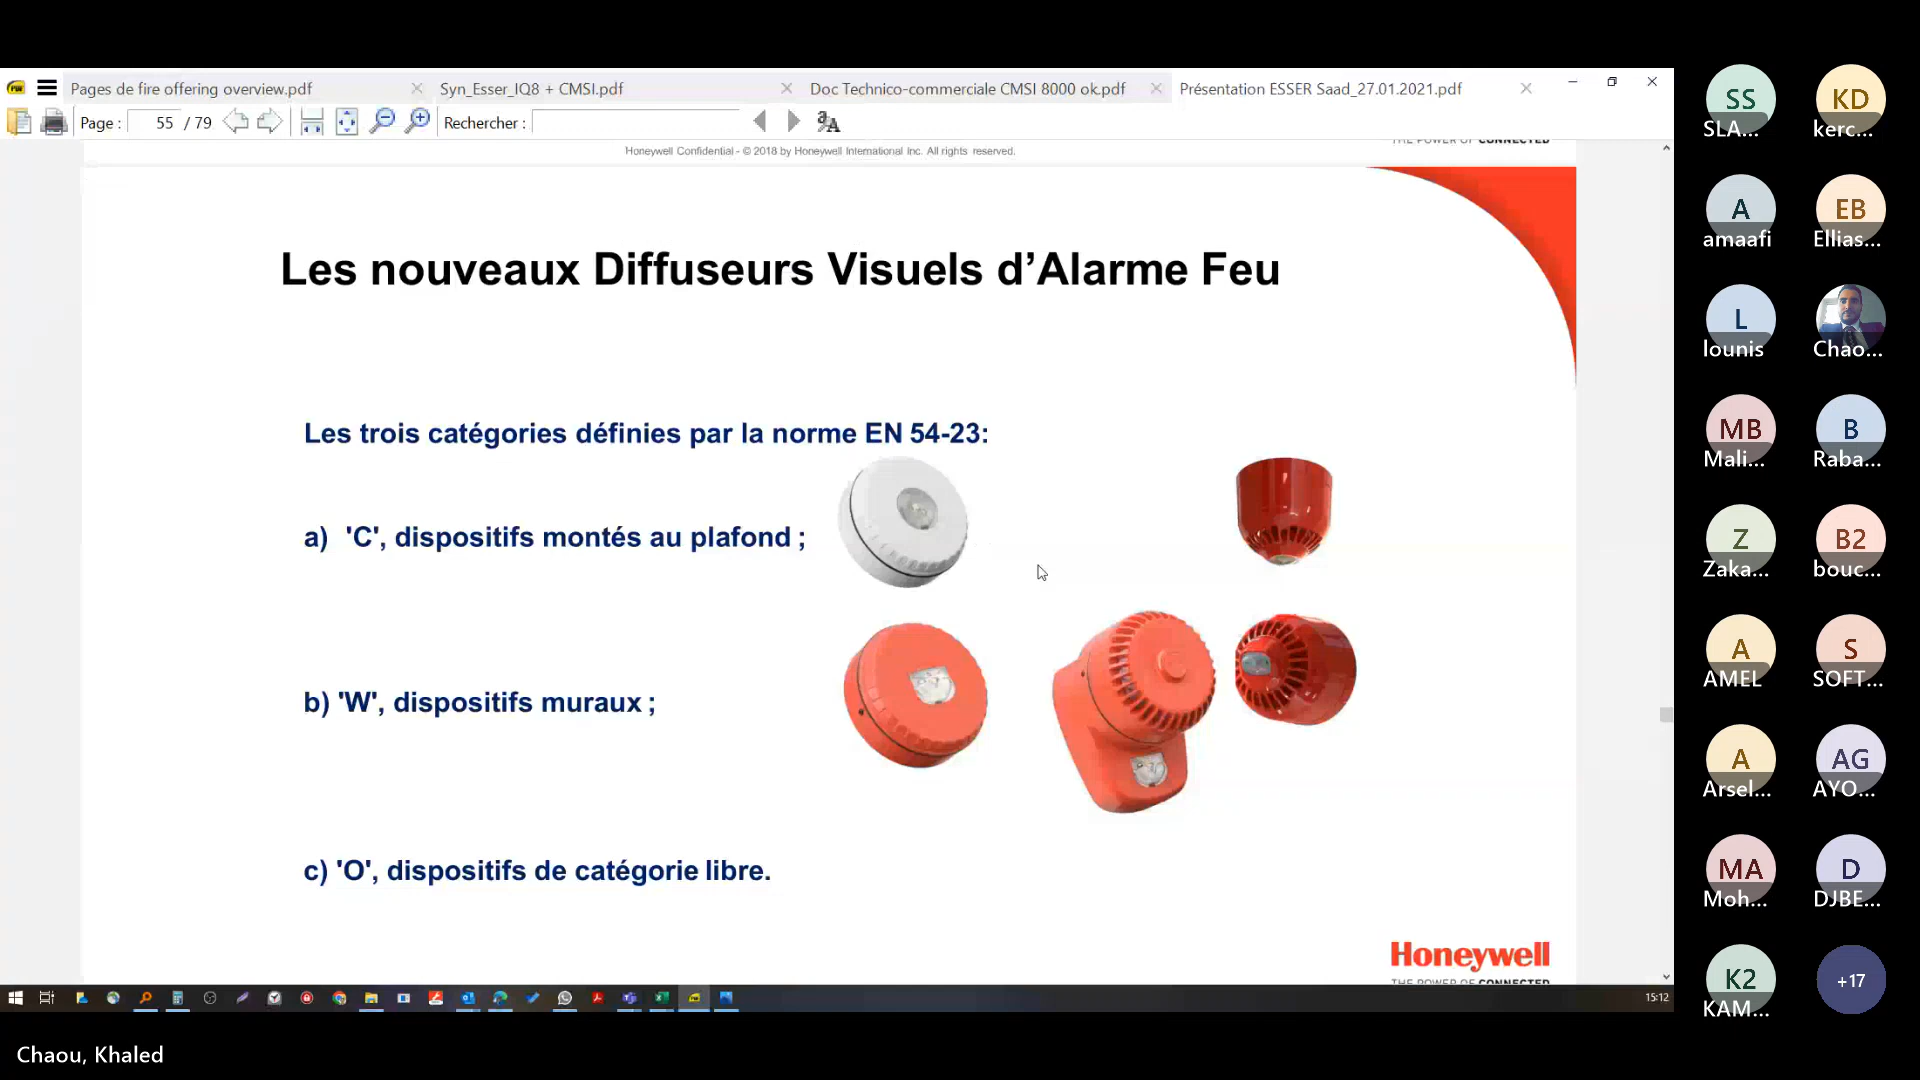 Pages de fire offering overview.pdf
Syn_Esser_IQ8 + CMSI.pdf
Doc Technico-commerciale CMSI 8000 ok.pdf
Présentation ESSER Saad_27.01.2021.pdf
Page : 55 / 79
Rechercher :
Honeywell Confidential - © 2018 by Honeywell International Inc. All rights reserved.
THE POWER OF CONNECTED
Les nouveaux Diffuseurs Visuels d’Alarme Feu
Les trois catégories définies par la norme EN 54-23:
a) 'C', dispositifs montés au plafond ;
b) 'W', dispositifs muraux ;
c) 'O', dispositifs de catégorie libre.
Honeywell
THE POWER OF CONNECTED
15:12
Chaou, Khaled
SS
SLA...
KD
kerc...
A
amaafi
EB
Ellias...
L
lounis
Chao...
MB
Mali...
B
Raba...
Z
Zaka...
B2
bouc...
A
AMEL
S
SOFT...
A
Arsel...
AG
AYO...
MA
Moh...
D
DJBE...
K2
KAM...
+17